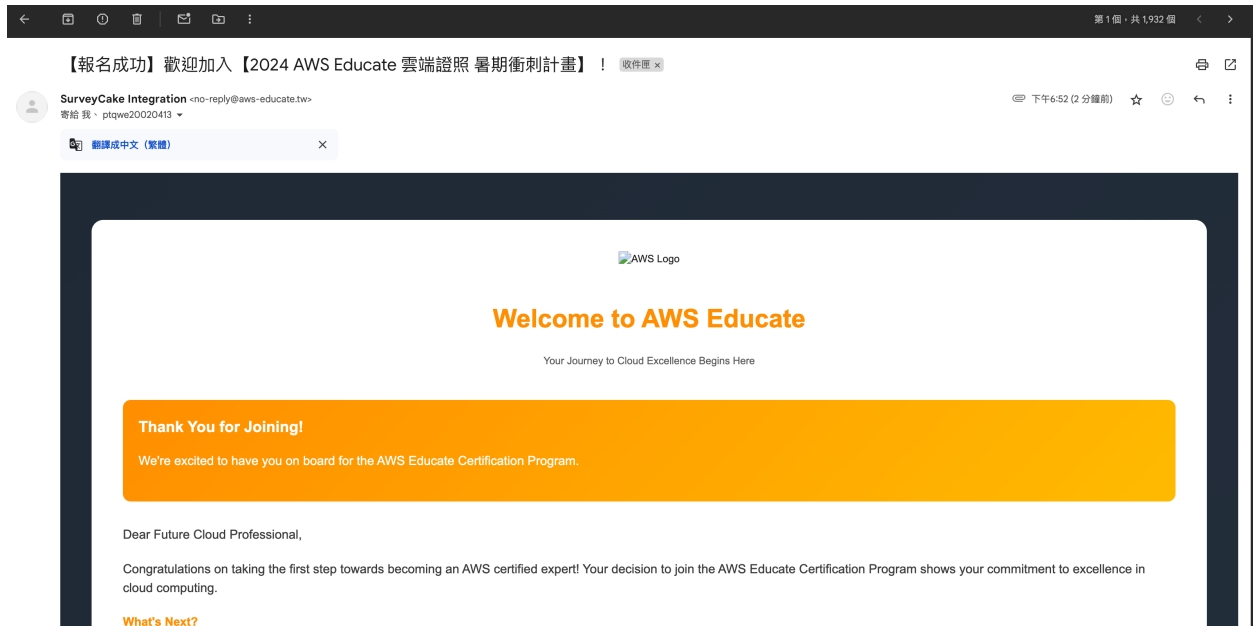 第 1 個，共 1,932 個
【報名成功】歡迎加入【2024 AWS Educate 雲端證照 暑期衝刺計畫】！ 收件匣 ×
SurveyCake Integration <no-reply@aws-educate.tw>
下午6:52 (2 分鐘前)
寄給 我、 ptqwe20020413
翻譯成中文（繁體）
AWS Logo
Welcome to AWS Educate
Your Journey to Cloud Excellence Begins Here
Thank You for Joining!
We're excited to have you on board for the AWS Educate Certification Program.
Dear Future Cloud Professional,
Congratulations on taking the first step towards becoming an AWS certified expert! Your decision to join the AWS Educate Certification Program shows your commitment to excellence in
cloud computing.
What's Next?